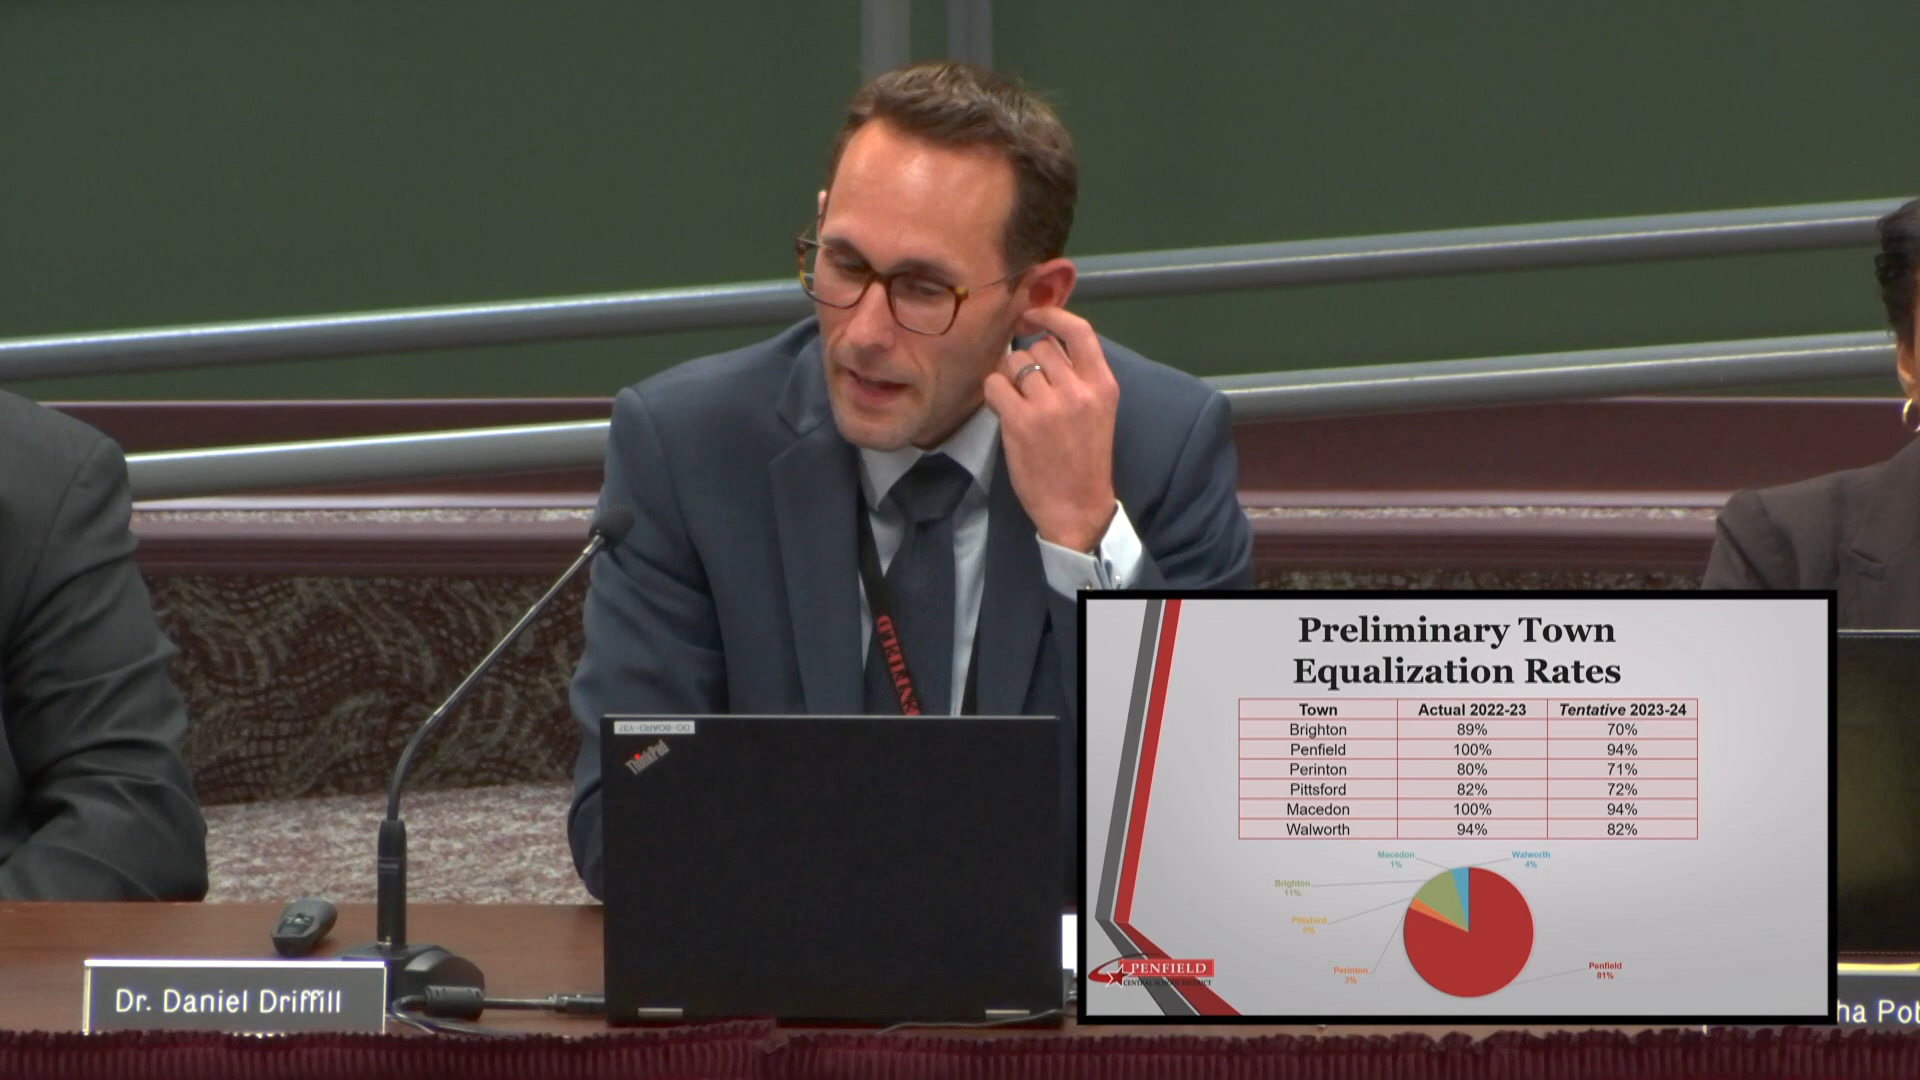 PENFIELD
ThinkPad
Dr. Daniel Driffill
Preliminary Town
Equalization Rates
Town Actual 2022-23 Tentative 2023-24
Brighton 89% 70%
Penfield 100% 94%
Perinton 80% 71%
Pittsford 82% 72%
Macedon 100% 94%
Walworth 94% 82%
Macedon
1%
Walworth
4%
Brighton
11%
Pittsford
0%
Perinton
3%
Penfield
81%
PENFIELD
CENTRAL SCHOOL DISTRICT